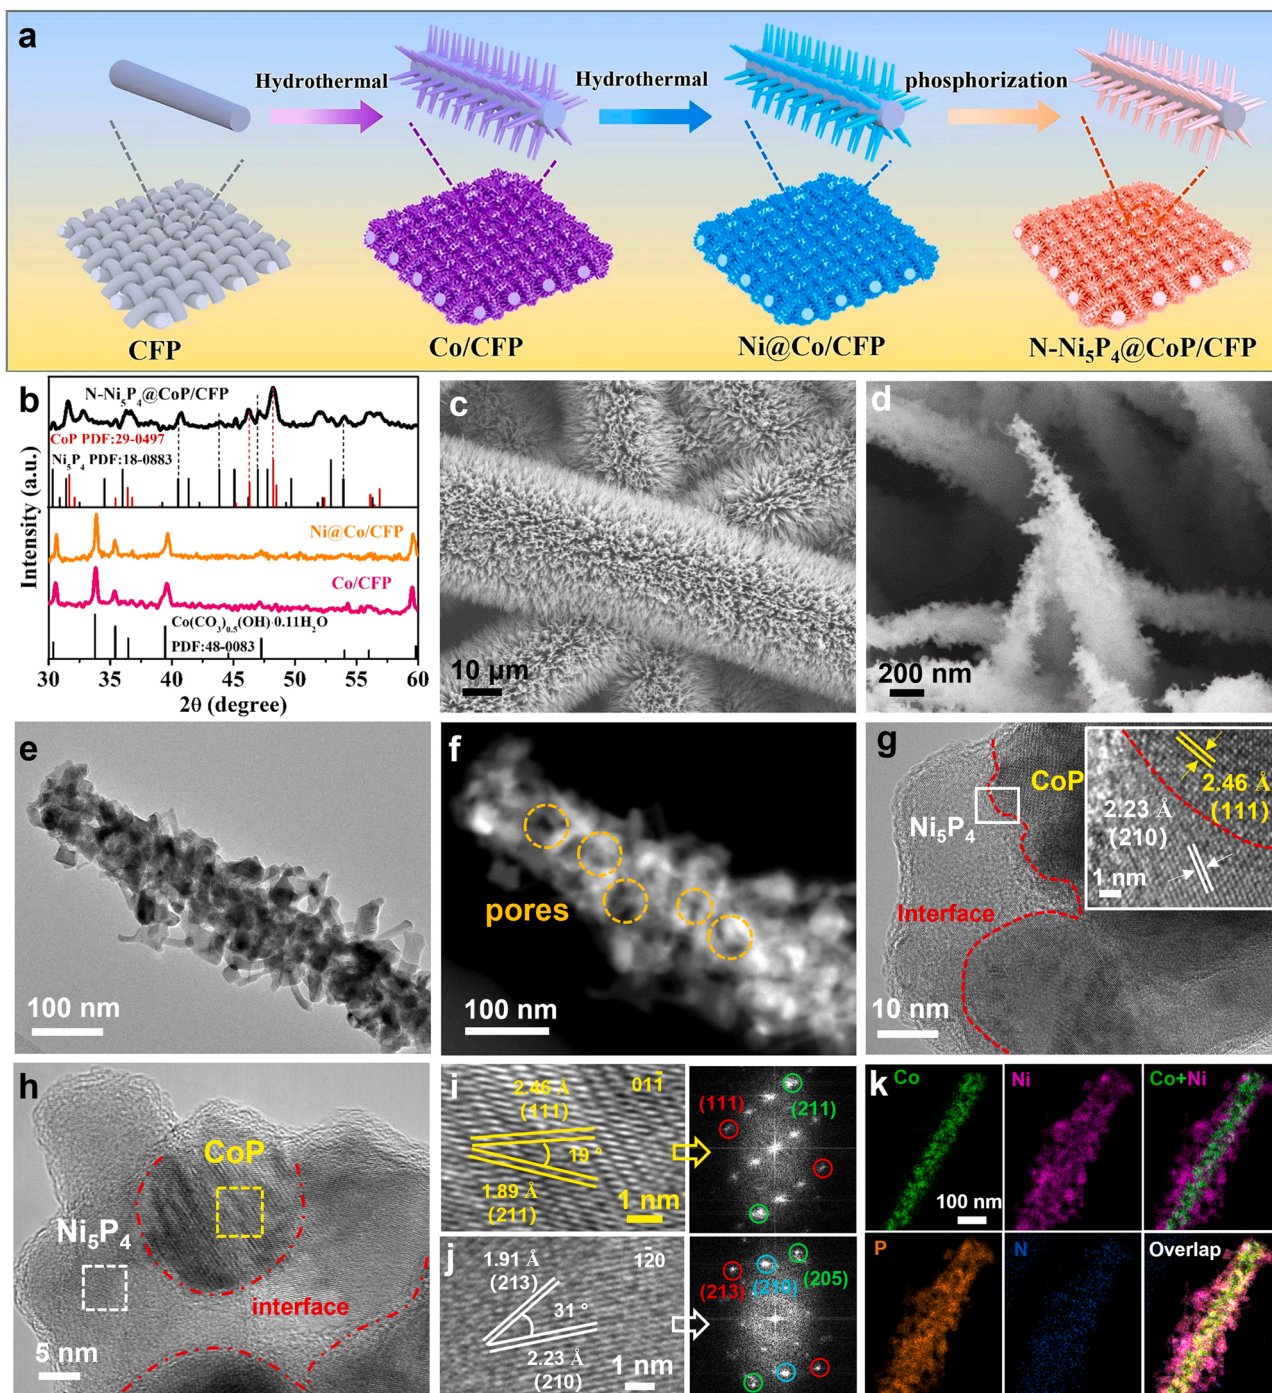 a
Hydrothermal
Hydrothermal
phosphorization
CFP
Co/CFP
Ni@Co/CFP
N-Ni₅P₄@CoP/CFP
b
N-Ni₅P₄@CoP/CFP
CoP PDF:29-0497
Ni₅P₄ PDF:18-0883
Ni@Co/CFP
Co/CFP
Co(CO₃)₀.₅(OH)·0.11H₂O
PDF:48-0083
Intensity (a.u.)
30 35 40 45 50 55 60
2θ (degree)
c
10 µm
d
200 nm
e
100 nm
f
pores
100 nm
g
CoP
Ni₅P₄
Interface
10 nm
2.46 Å
(111)
2.23 Å
(210)
1 nm
h
CoP
Ni₅P₄
interface
5 nm
i
2.46 Å
(111)
011̄
19 °
1.89 Å
(211)
1 nm
(111)
(211)
j
1.91 Å
(213)
1̄20
31 °
2.23 Å
(210)
1 nm
(213)
(210)
(205)
k
Co
Ni
Co+Ni
100 nm
P
N
Overlap